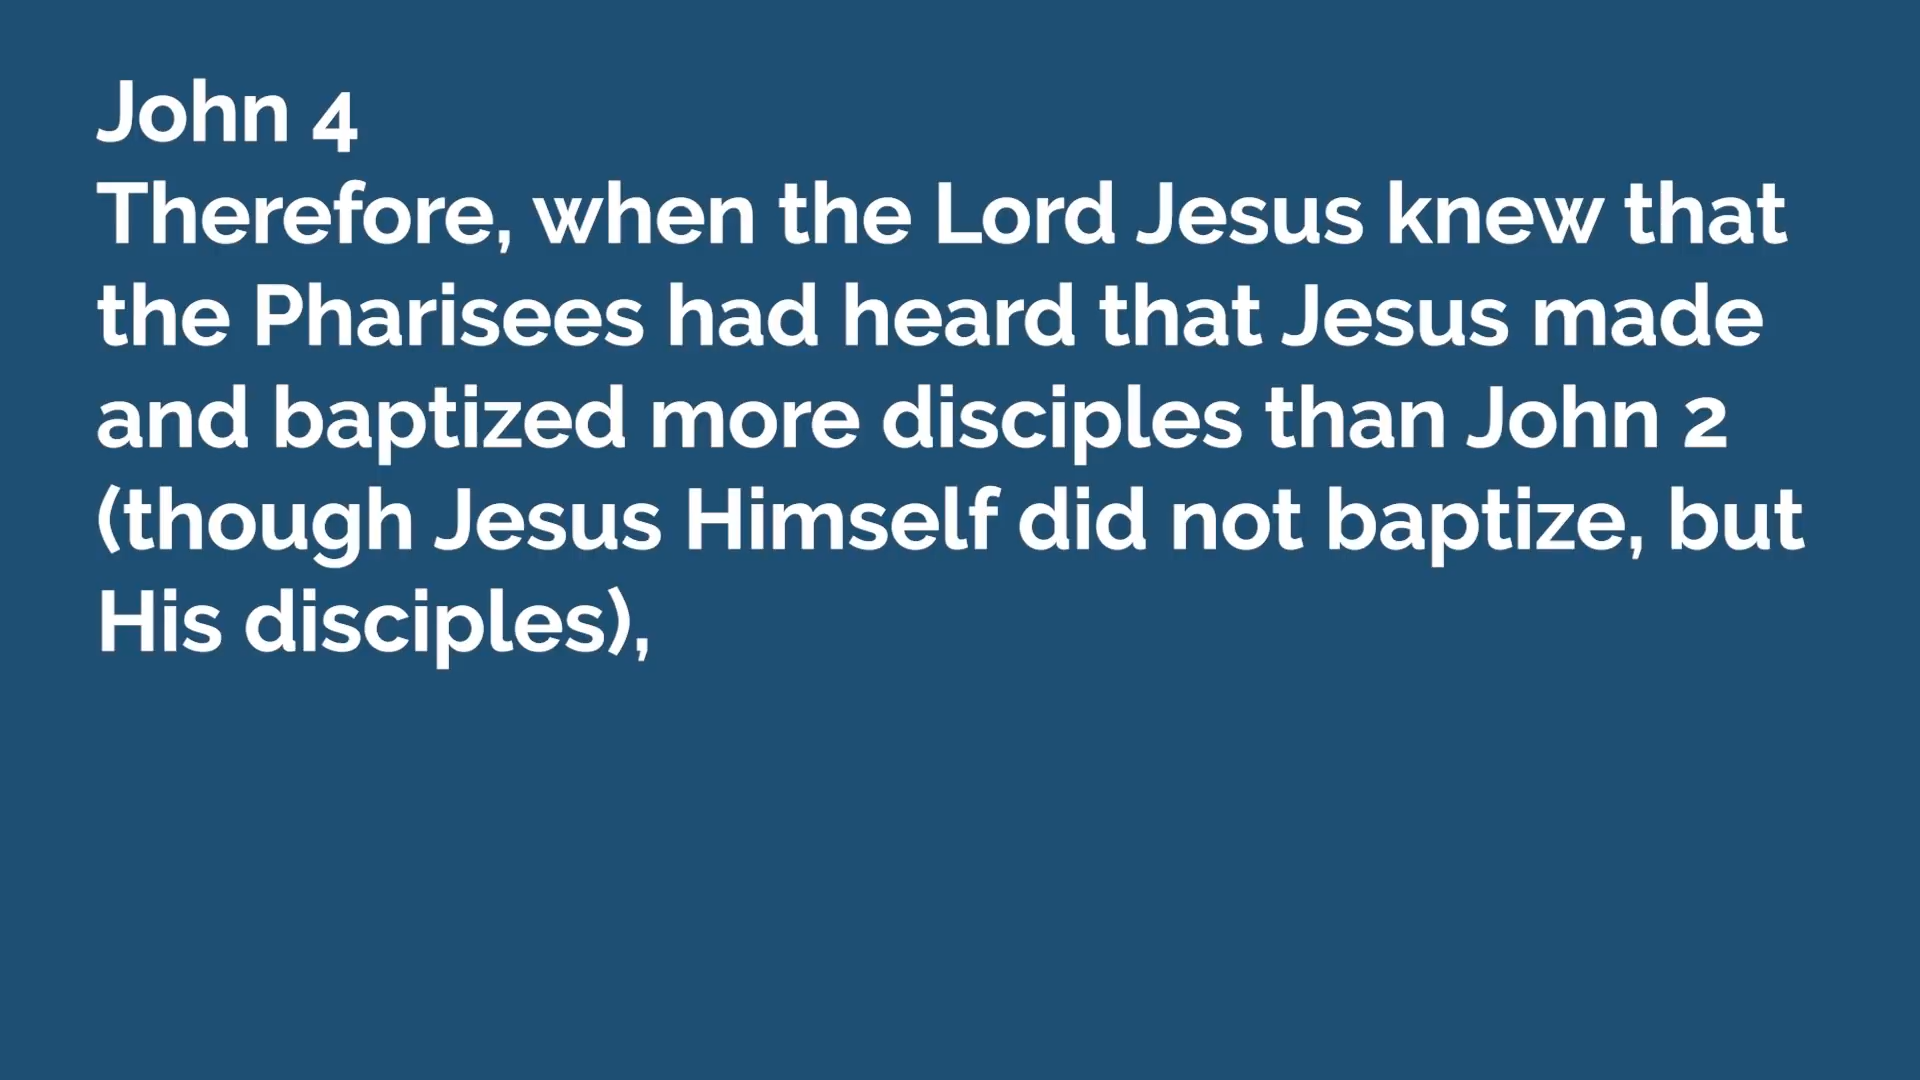 John 4
Therefore, when the Lord Jesus knew that
the Pharisees had heard that Jesus made
and baptized more disciples than John 2
(though Jesus Himself did not baptize, but
His disciples),